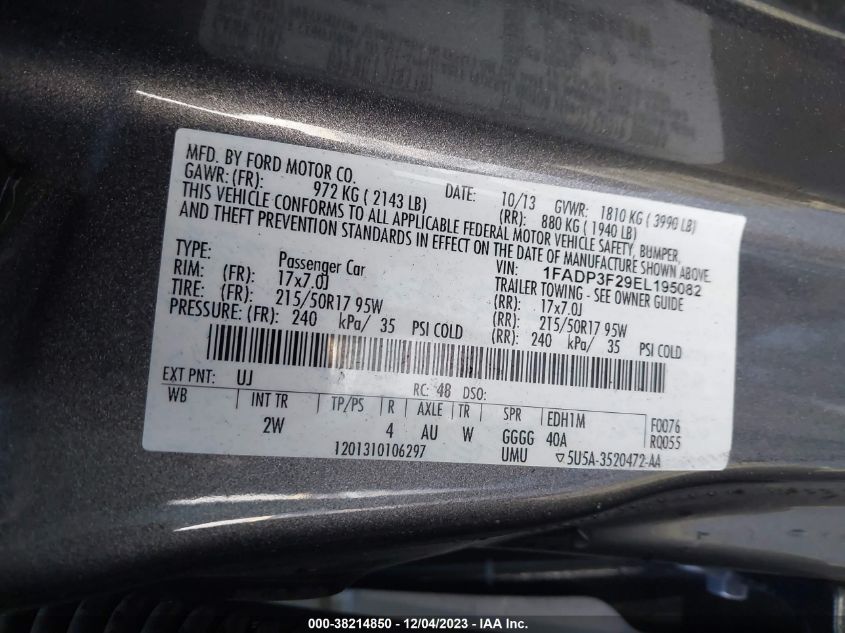 MFD. BY FORD MOTOR CO.
DATE: 10/13 GVWR: 1810 KG ( 3990 LB)
GAWR: (FR): 972 KG ( 2143 LB) (RR): 880 KG ( 1940 LB)
THIS VEHICLE CONFORMS TO ALL APPLICABLE FEDERAL MOTOR VEHICLE SAFETY, BUMPER,
AND THEFT PREVENTION STANDARDS IN EFFECT ON THE DATE OF MANUFACTURE SHOWN ABOVE.
VIN: 1FADP3F29EL195082
TYPE: Passenger Car TRAILER TOWING - SEE OWNER GUIDE
RIM: (FR): 17x7.0J (RR): 17x7.0J
TIRE: (FR): 215/50R17 95W (RR): 215/50R17 95W
PRESSURE: (FR): 240 kPa/ 35 PSI COLD (RR): 240 kPa/ 35 PSI COLD
EXT PNT: UJ RC: 48 DSO:
WB INT TR TP/PS R AXLE TR SPR EDH1M F0076
2W 4 AU W GGGG 40A R0055
1201310106297 UMU ▽5U5A-3520472-AA
000-38214850 - 12/04/2023 - IAA Inc.